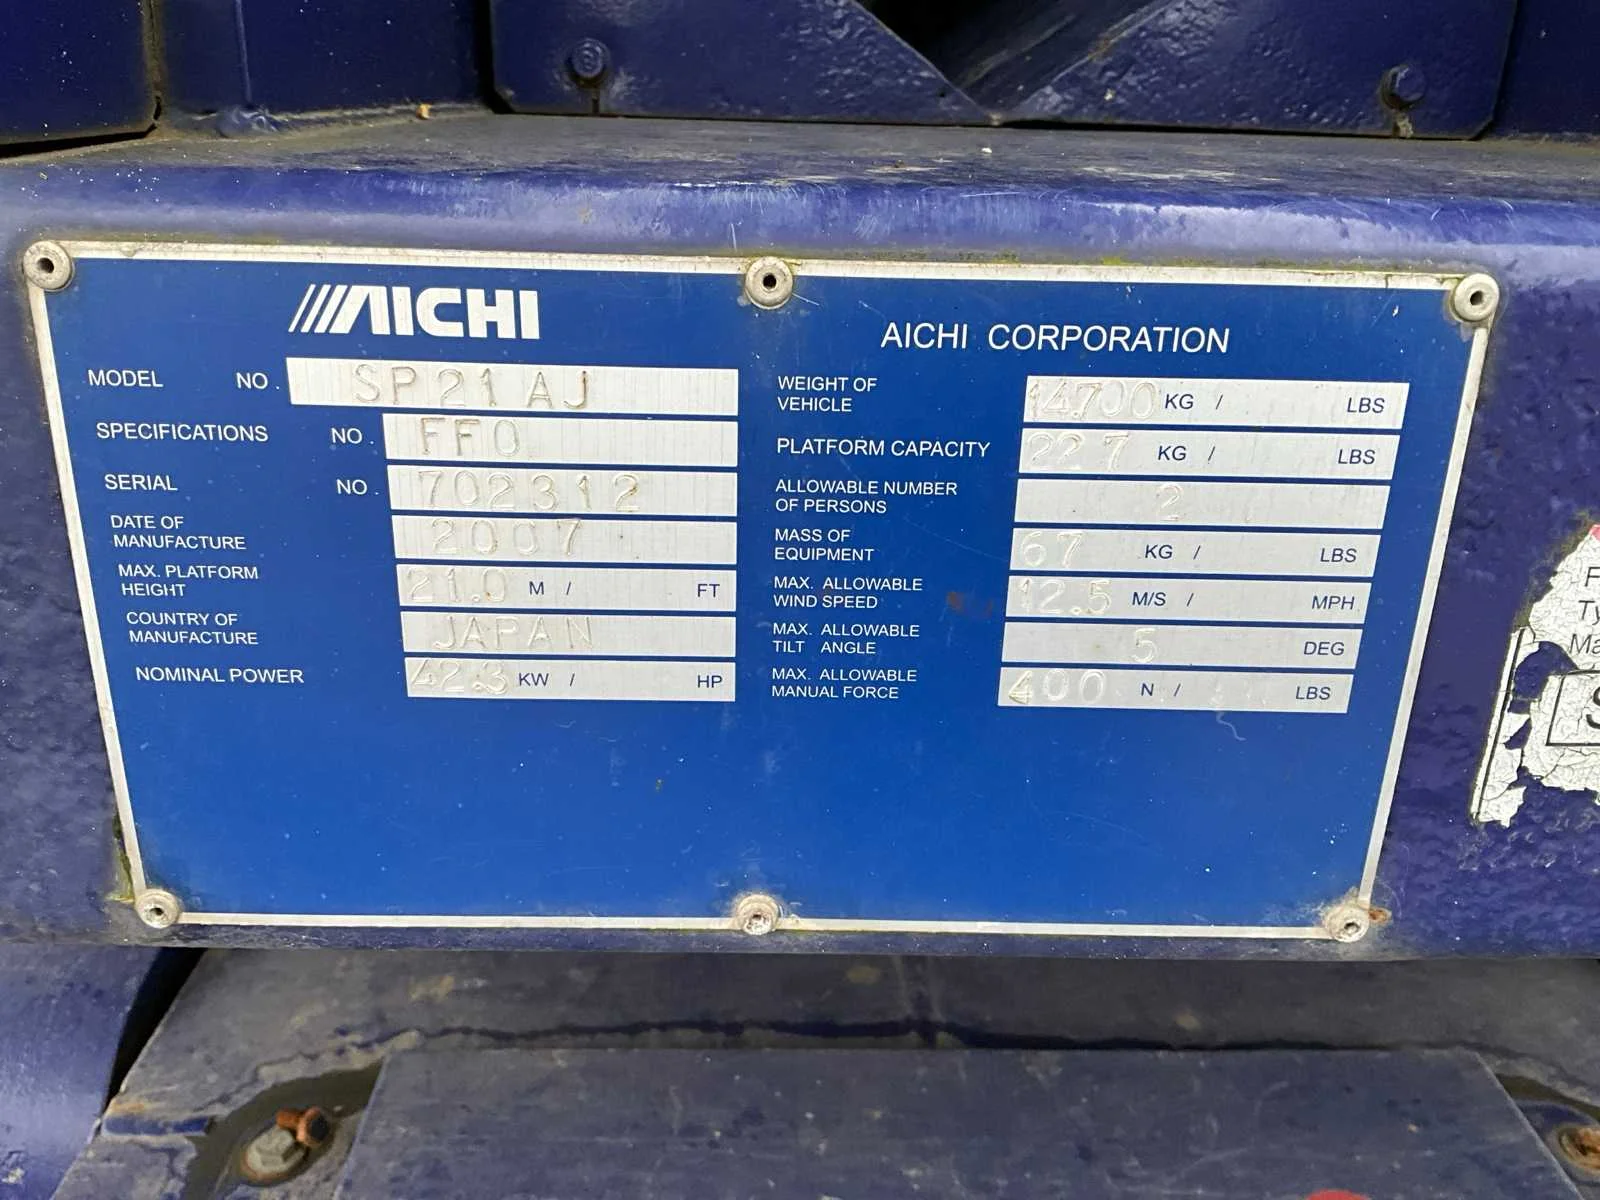 AICHI
AICHI CORPORATION
MODEL NO. SP21AJ
SPECIFICATIONS NO. FF0
SERIAL NO. 702312
DATE OF
MANUFACTURE 2007
MAX. PLATFORM
HEIGHT 21.0 M / FT
COUNTRY OF
MANUFACTURE JAPAN
NOMINAL POWER 42.3 KW / HP
WEIGHT OF
VEHICLE 14700 KG / LBS
PLATFORM CAPACITY 227 KG / LBS
ALLOWABLE NUMBER
OF PERSONS 2
MASS OF
EQUIPMENT 67 KG / LBS
MAX. ALLOWABLE
WIND SPEED 12.5 M/S / MPH
MAX. ALLOWABLE
TILT ANGLE 5 DEG
MAX. ALLOWABLE
MANUAL FORCE 400 N / LBS